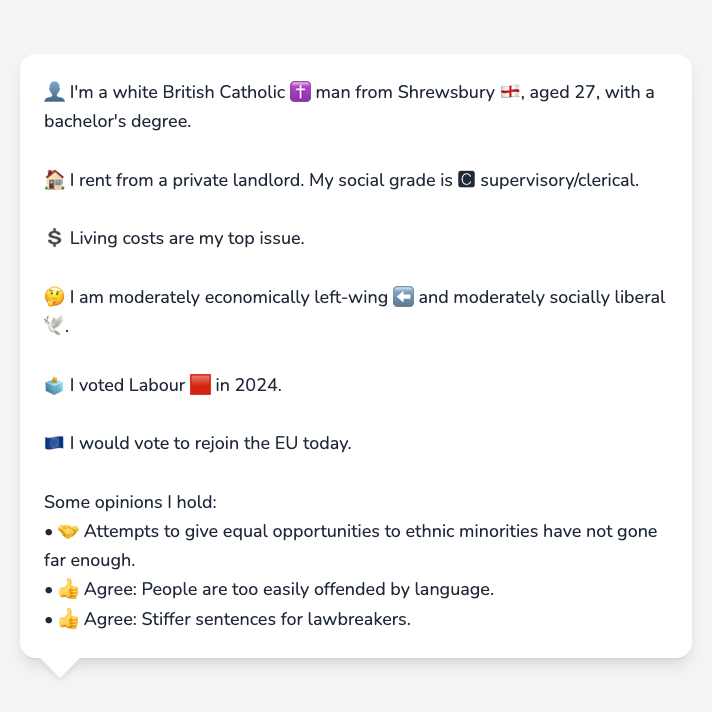 👤 I'm a white British Catholic ✝️ man from Shrewsbury 🏴󠁧󠁢󠁥󠁮󠁧󠁿, aged 27, with a
bachelor's degree.
🏠 I rent from a private landlord. My social grade is 🅲 supervisory/clerical.
💲 Living costs are my top issue.
🤔 I am moderately economically left-wing ⬅️ and moderately socially liberal
🕊️.
🗳️ I voted Labour 🟥 in 2024.
🇪🇺 I would vote to rejoin the EU today.
Some opinions I hold:
• 🤝 Attempts to give equal opportunities to ethnic minorities have not gone
far enough.
• 👍 Agree: People are too easily offended by language.
• 👍 Agree: Stiffer sentences for lawbreakers.